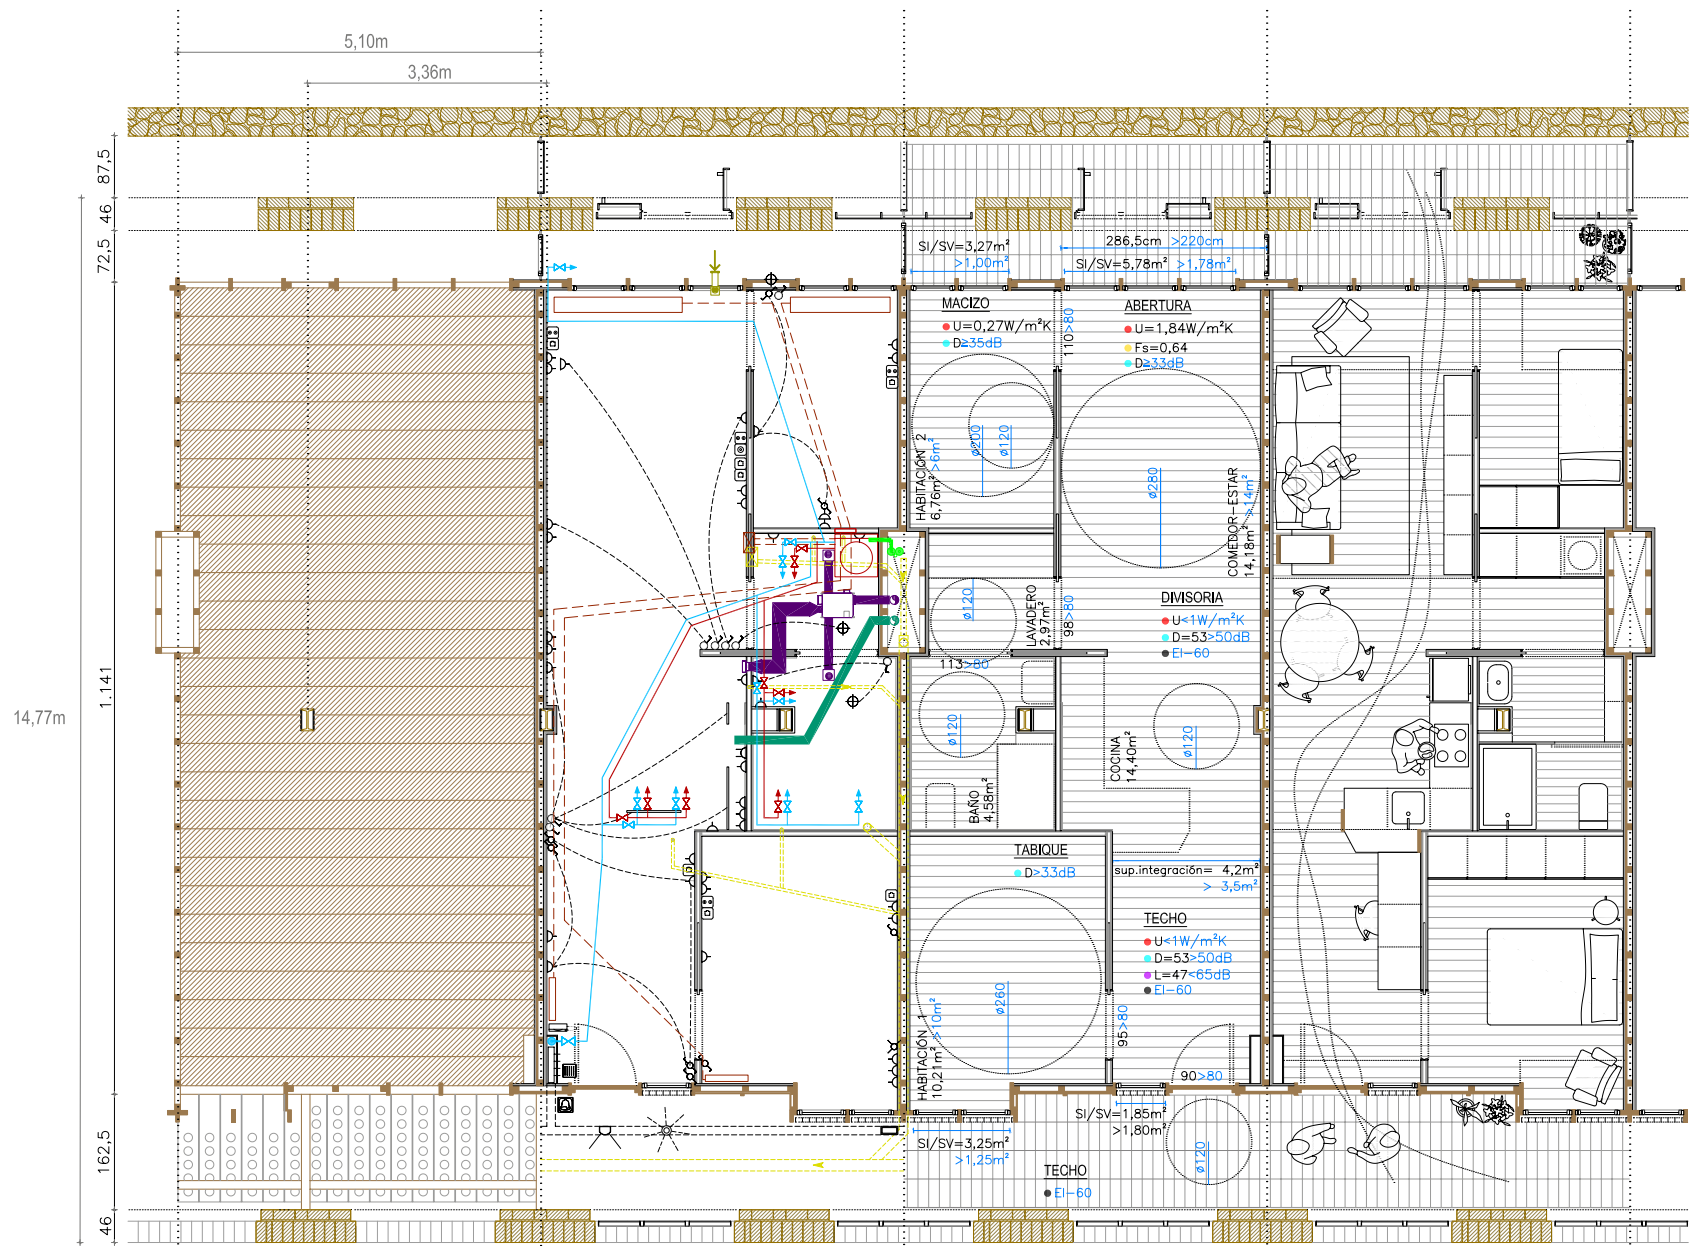 5,10m
3,36m
87,5
46
72,5
1.141
14,77m
162,5
46
SI/SV=3,27m²
>1,00m²
286,5cm >220cm
SI/SV=5,78m² >1,78m²
MACIZO
U=0,27W/m²K
D≥35dB
110>80
ABERTURA
U=1,84W/m²K
Fs=0,64
D≥33dB
HABITACIÓN 2
6,76m² >6m²
ø200
ø120
ø280
COMEDOR-ESTAR
14,18m² >14m²
LAVADERO
2,97m²
ø120
98>80
DIVISORIA
U<1W/m²K
D=53>50dB
EI-60
113>80
ø120
BAÑO
4,58m²
COCINA
14,40m²
ø120
TABIQUE
D>33dB
sup.integración= 4,2m²
> 3,5m²
TECHO
U<1W/m²K
D=53>50dB
L=47<65dB
EI-60
HABITACIÓN 1
10,21m² >10m²
ø260
95>80
90>80
SI/SV=1,85m²
>1,80m²
SI/SV=3,25m²
>1,25m²
ø120
TECHO
EI-60